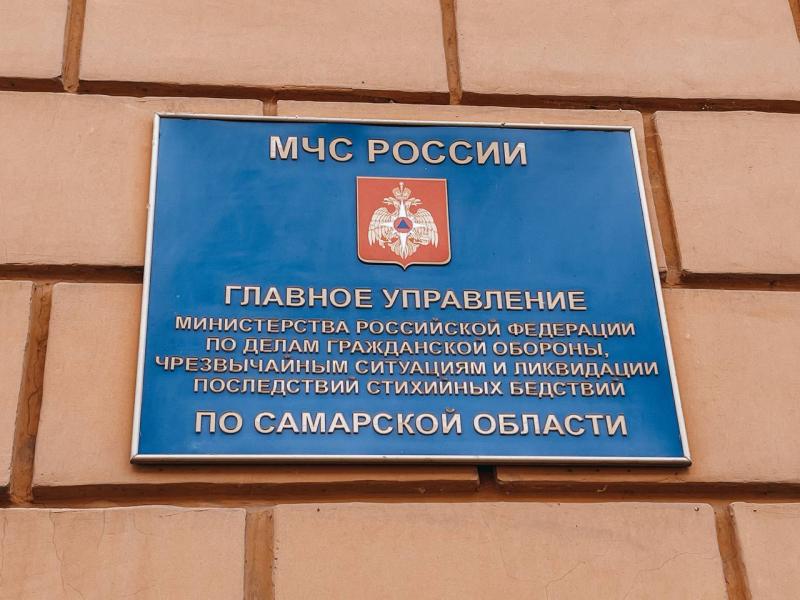 МЧС РОССИИ
ГЛАВНОЕ УПРАВЛЕНИЕ
МИНИСТЕРСТВА РОССИЙСКОЙ ФЕДЕРАЦИИ
ПО ДЕЛАМ ГРАЖДАНСКОЙ ОБОРОНЫ,
ЧРЕЗВЫЧАЙНЫМ СИТУАЦИЯМ И ЛИКВИДАЦИИ
ПОСЛЕДСТВИЙ СТИХИЙНЫХ БЕДСТВИЙ
ПО САМАРСКОЙ ОБЛАСТИ